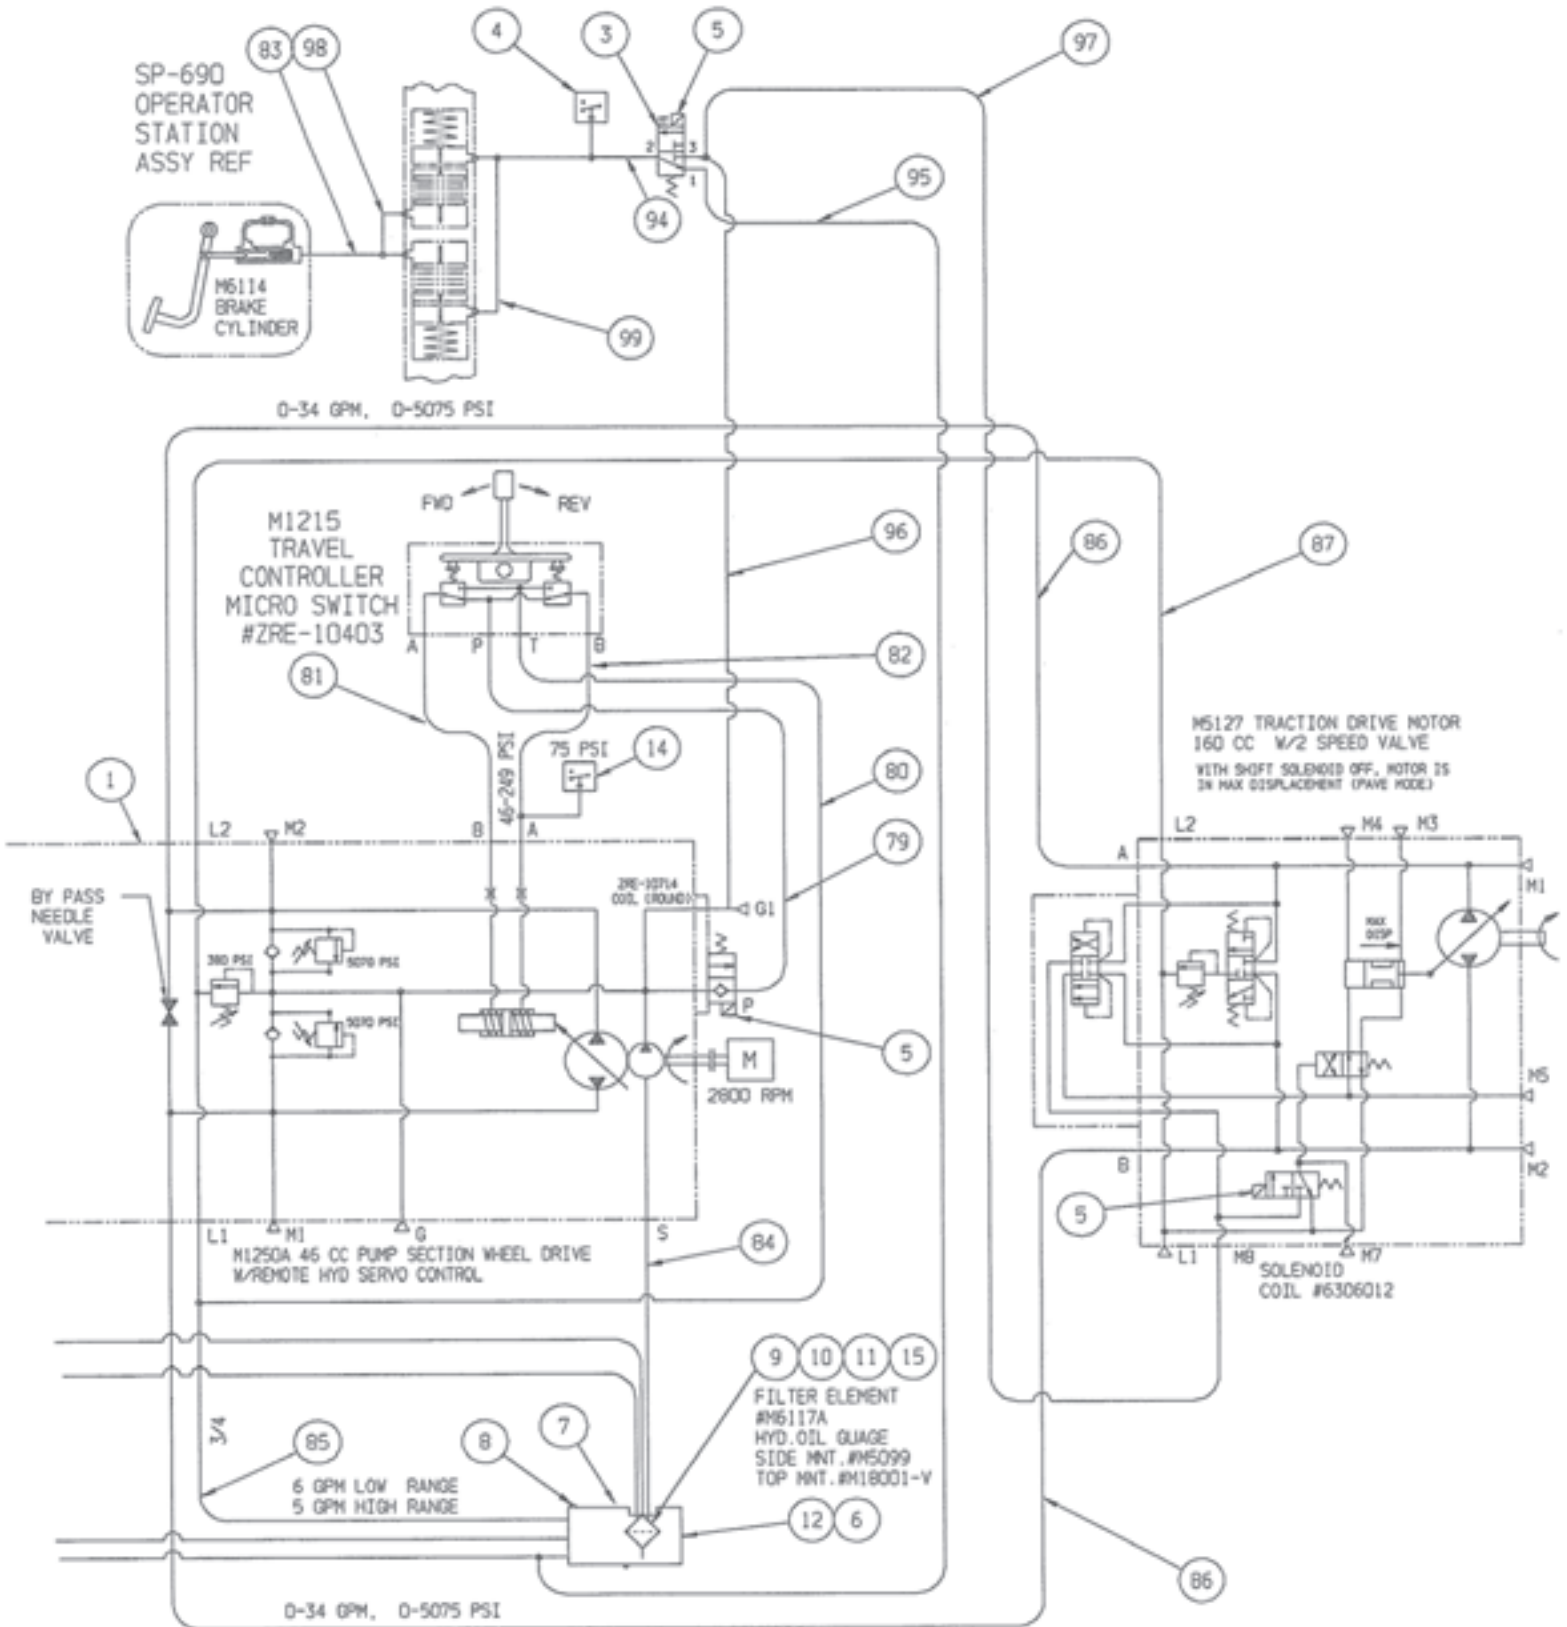 83
98
4
3
5
97
SP-690
OPERATOR
STATION
ASSY REF
2
3
1
95
94
M6114
BRAKE
CYLINDER
99
0-34 GPM, 0-5075 PSI
FWD
REV
M1215
TRAVEL
CONTROLLER
MICRO SWITCH
#ZRE-10403
96
86
87
A
P
T
B
82
81
46-249 PSI
75 PSI
14
80
M5127 TRACTION DRIVE MOTOR
160 CC W/2 SPEED VALVE
WITH SHIFT SOLENOID OFF, MOTOR IS
IN MAX DISPLACEMENT (PAVE MODE)
1
L2
M2
B
A
79
L2
M4
M3
A
M1
BY PASS
NEEDLE
VALVE
ZRE-10714
COIL (ROUND)
G1
MAX
DISP
380 PSI
5070 PSI
5070 PSI
P
5
M
2800 RPM
M5
B
M2
5
L1
M1
G
S
84
M1250A 46 CC PUMP SECTION WHEEL DRIVE
W/REMOTE HYD SERVO CONTROL
L1
M8
M7
SOLENOID
COIL #6306012
9
10
11
15
FILTER ELEMENT
#M6117A
HYD.OIL GUAGE
SIDE MNT.#M5099
TOP MNT.#M18001-V
3/4
85
8
7
6 GPM LOW RANGE
5 GPM HIGH RANGE
12
6
86
0-34 GPM, 0-5075 PSI